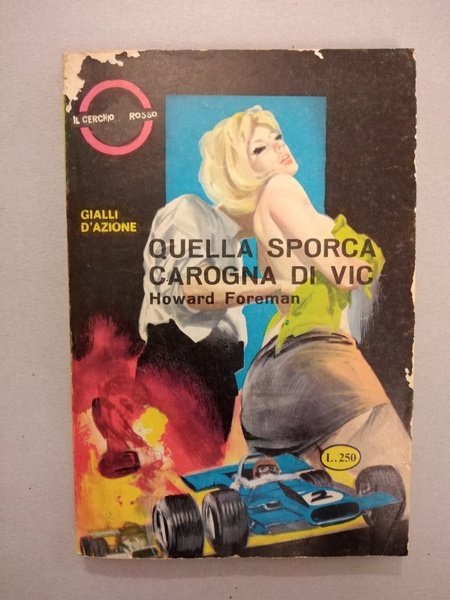 IL CERCHIO ROSSO
GIALLI
D'AZIONE
QUELLA SPORCA
CAROGNA DI VIC
Howard Foreman
L. 250
2